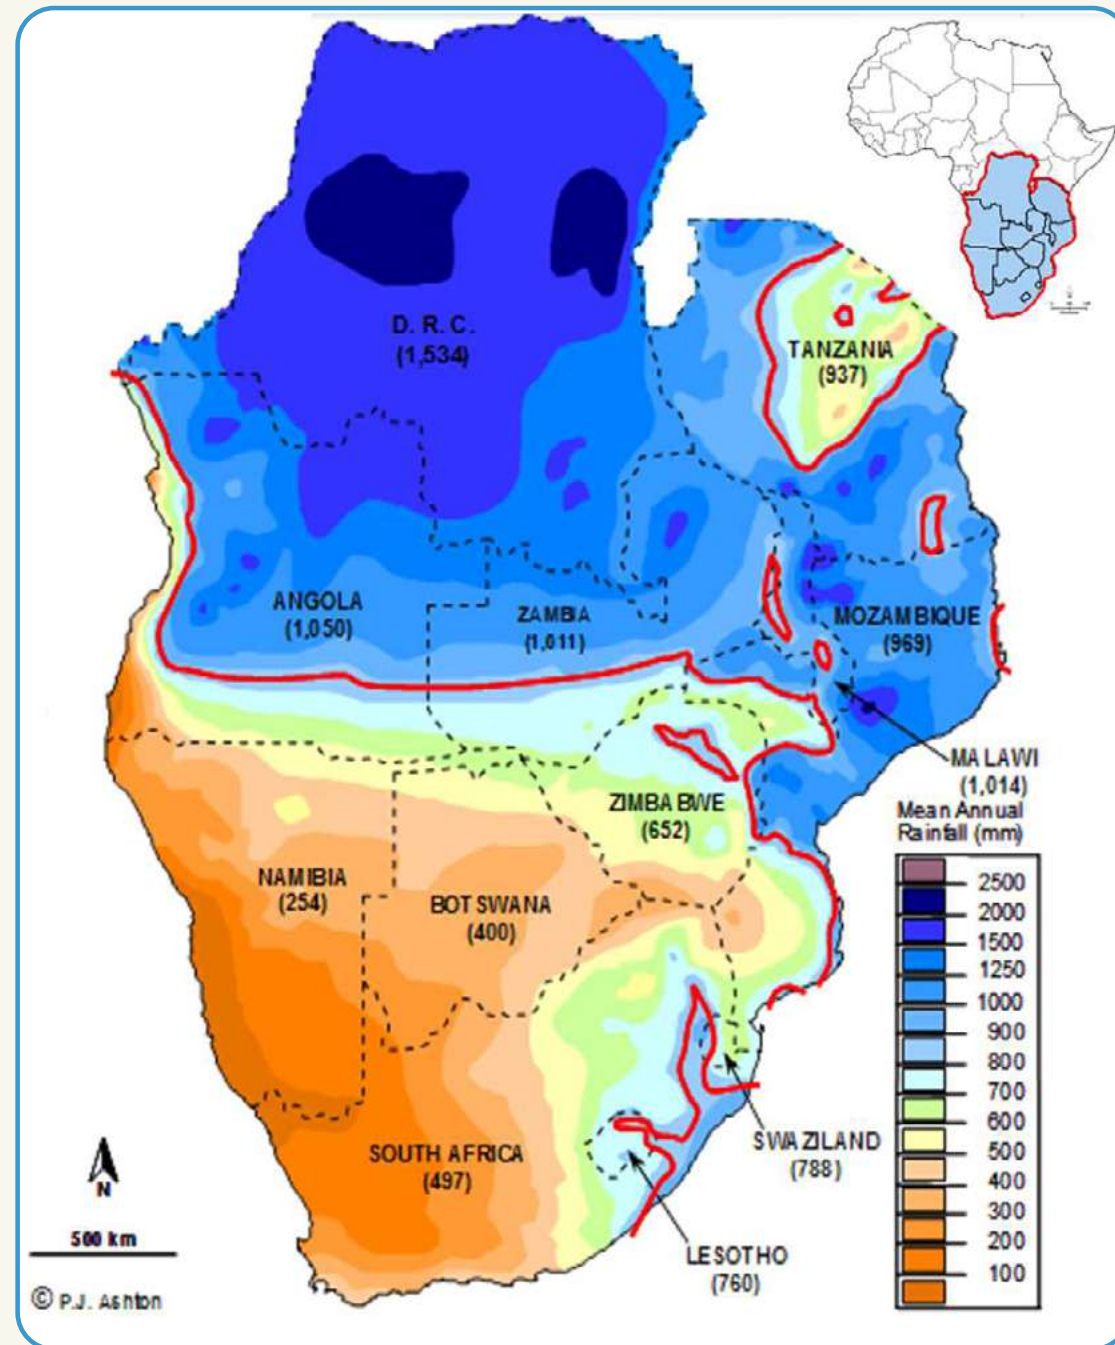 D. R. C.
(1,534)
TANZANIA
(937)
ANGOLA
(1,050)
ZAMBIA
(1,011)
MOZAMBIQUE
(969)
MALAWI
(1,014)
ZIMBABWE
(652)
NAMIBIA
(254)
BOTSWANA
(400)
SOUTH AFRICA
(497)
SWAZILAND
(788)
LESOTHO
(760)
Mean Annual
Rainfall (mm)
2500
2000
1500
1250
1000
900
800
700
600
500
400
300
200
100
N
500 km
© P.J. Ashton